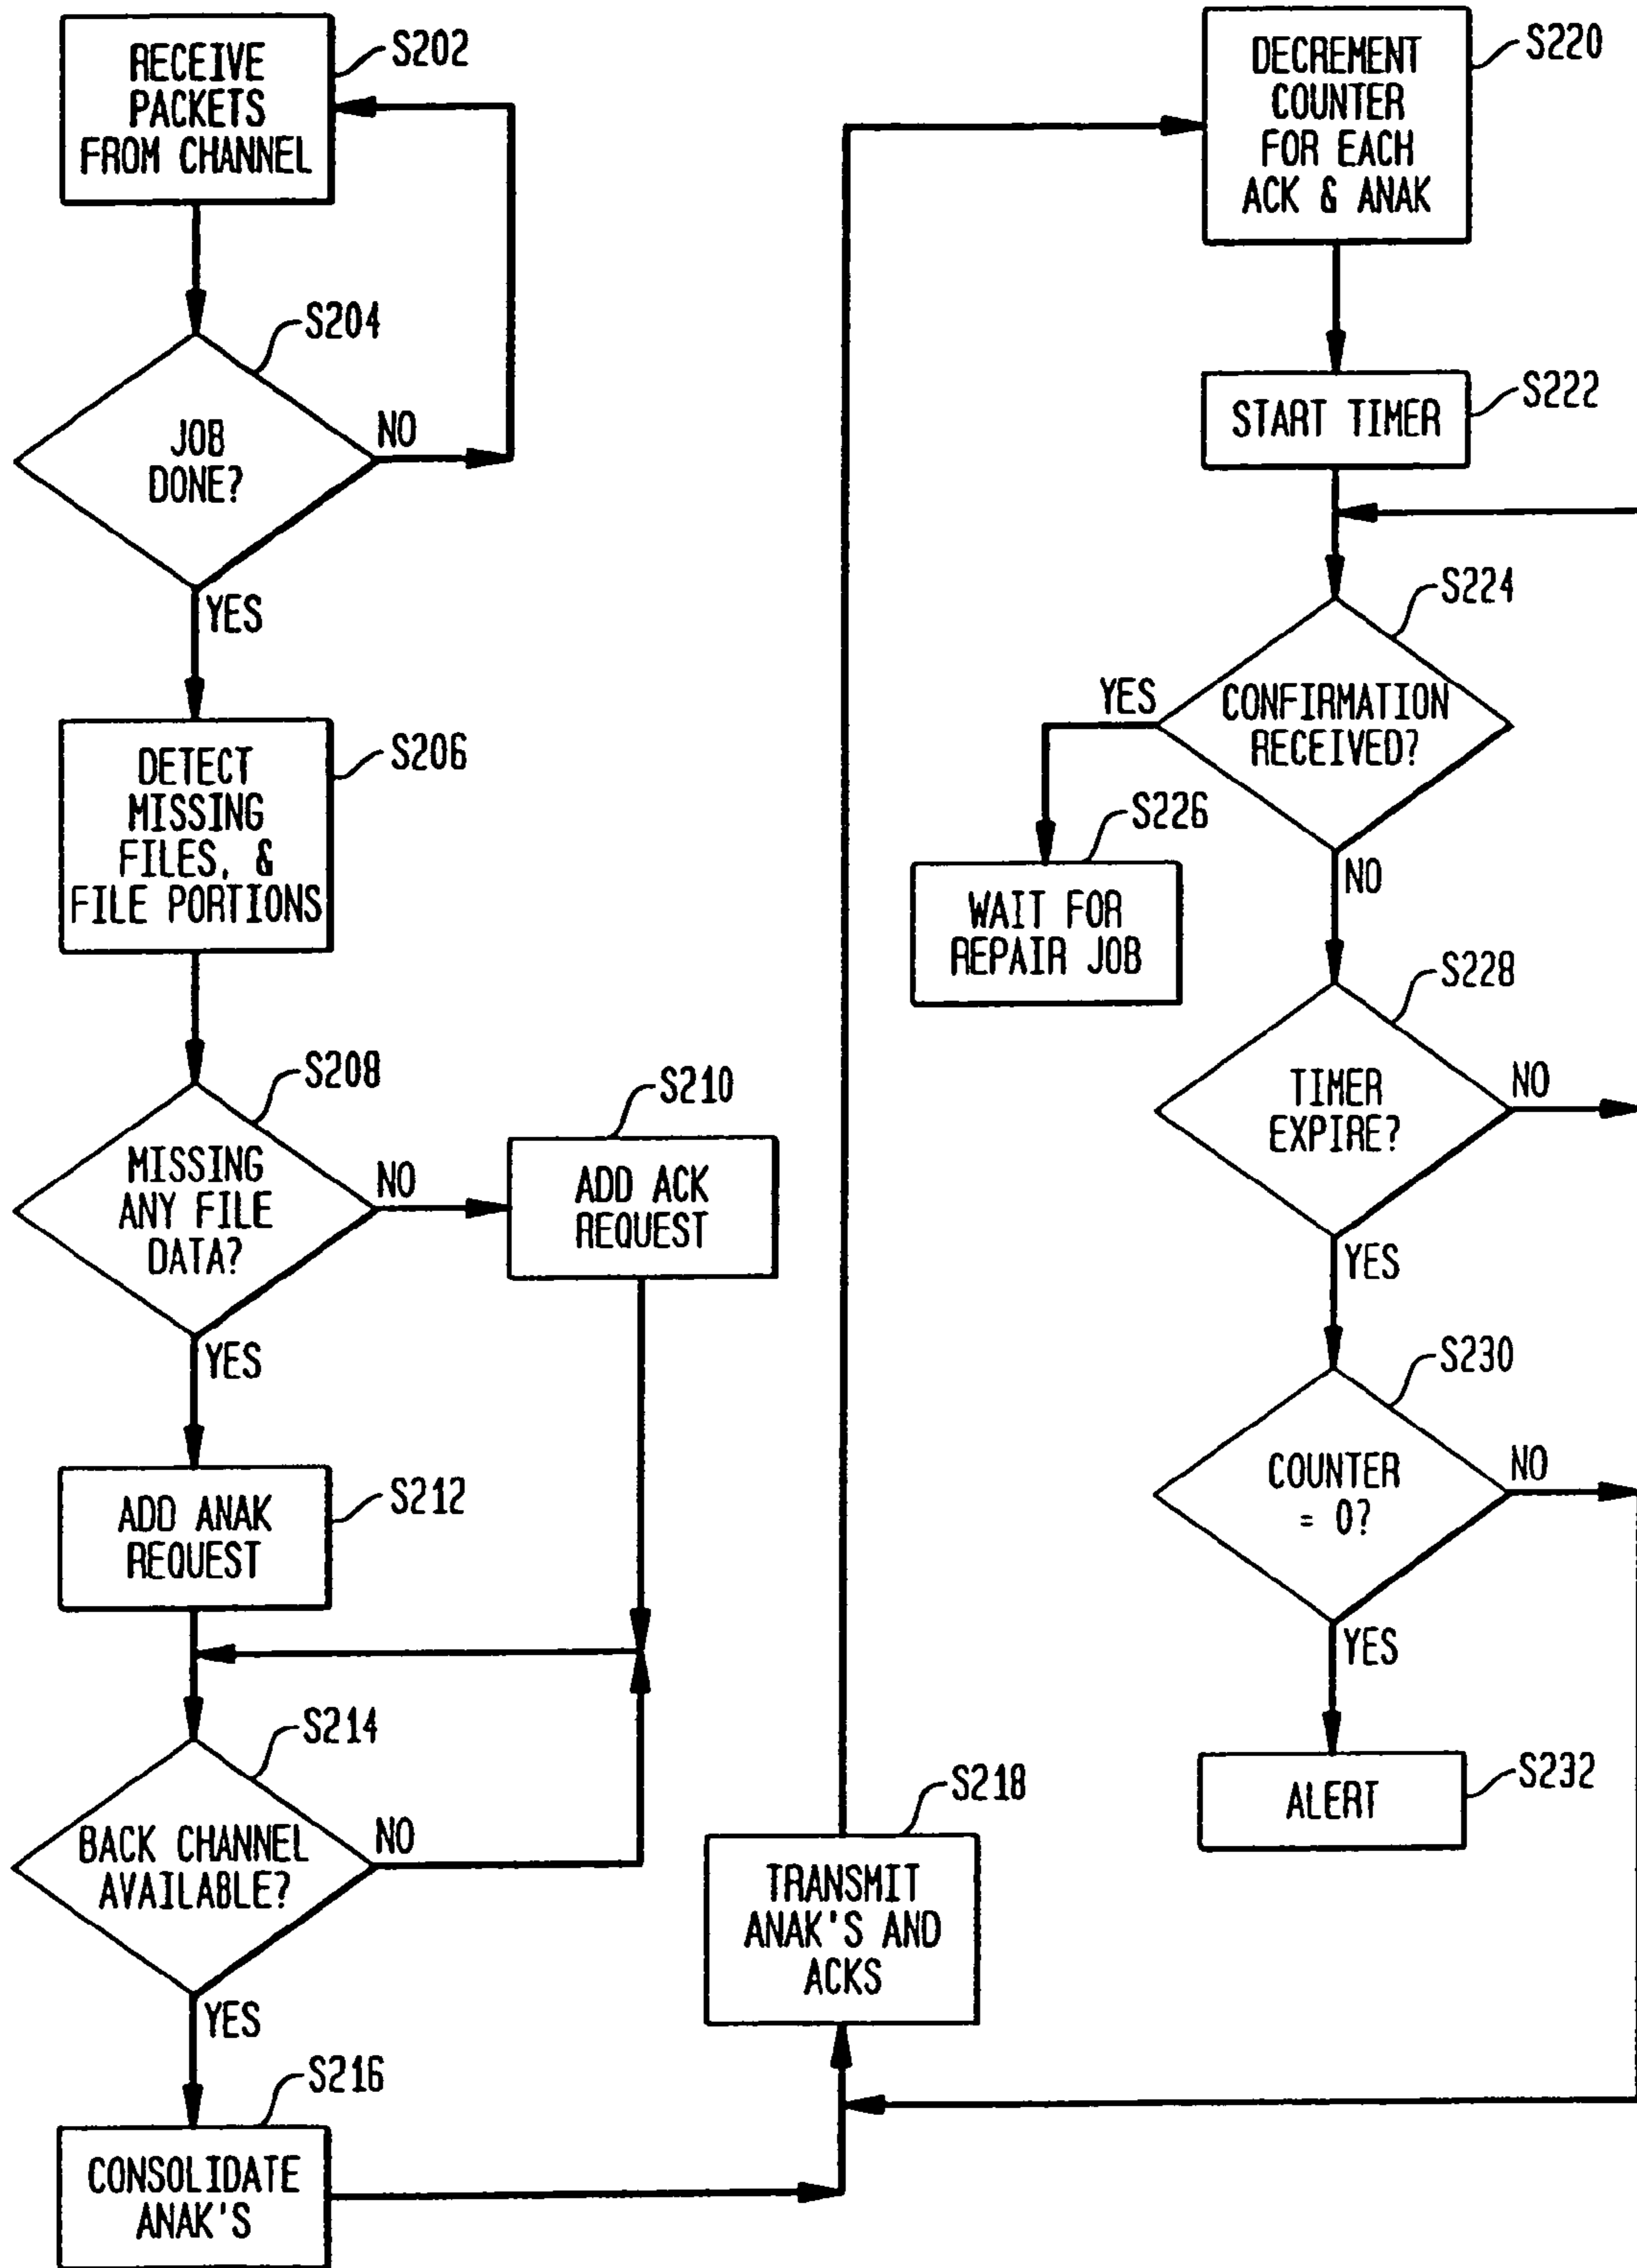 RECEIVE
PACKETS
FROM CHANNEL
S202
JOB
DONE?
S204
NO
YES
DETECT
MISSING
FILES, &
FILE PORTIONS
S206
MISSING
ANY FILE
DATA?
S208
NO
YES
ADD ACK
REQUEST
S210
ADD ANAK
REQUEST
S212
BACK CHANNEL
AVAILABLE?
S214
NO
YES
CONSOLIDATE
ANAK'S
S216
TRANSMIT
ANAK'S AND
ACKS
S218
DECREMENT
COUNTER
FOR EACH
ACK & ANAK
S220
START TIMER
S222
CONFIRMATION
RECEIVED?
S224
YES
NO
WAIT FOR
REPAIR JOB
S226
TIMER
EXPIRE?
S228
NO
YES
COUNTER
= 0?
S230
NO
YES
ALERT
S232